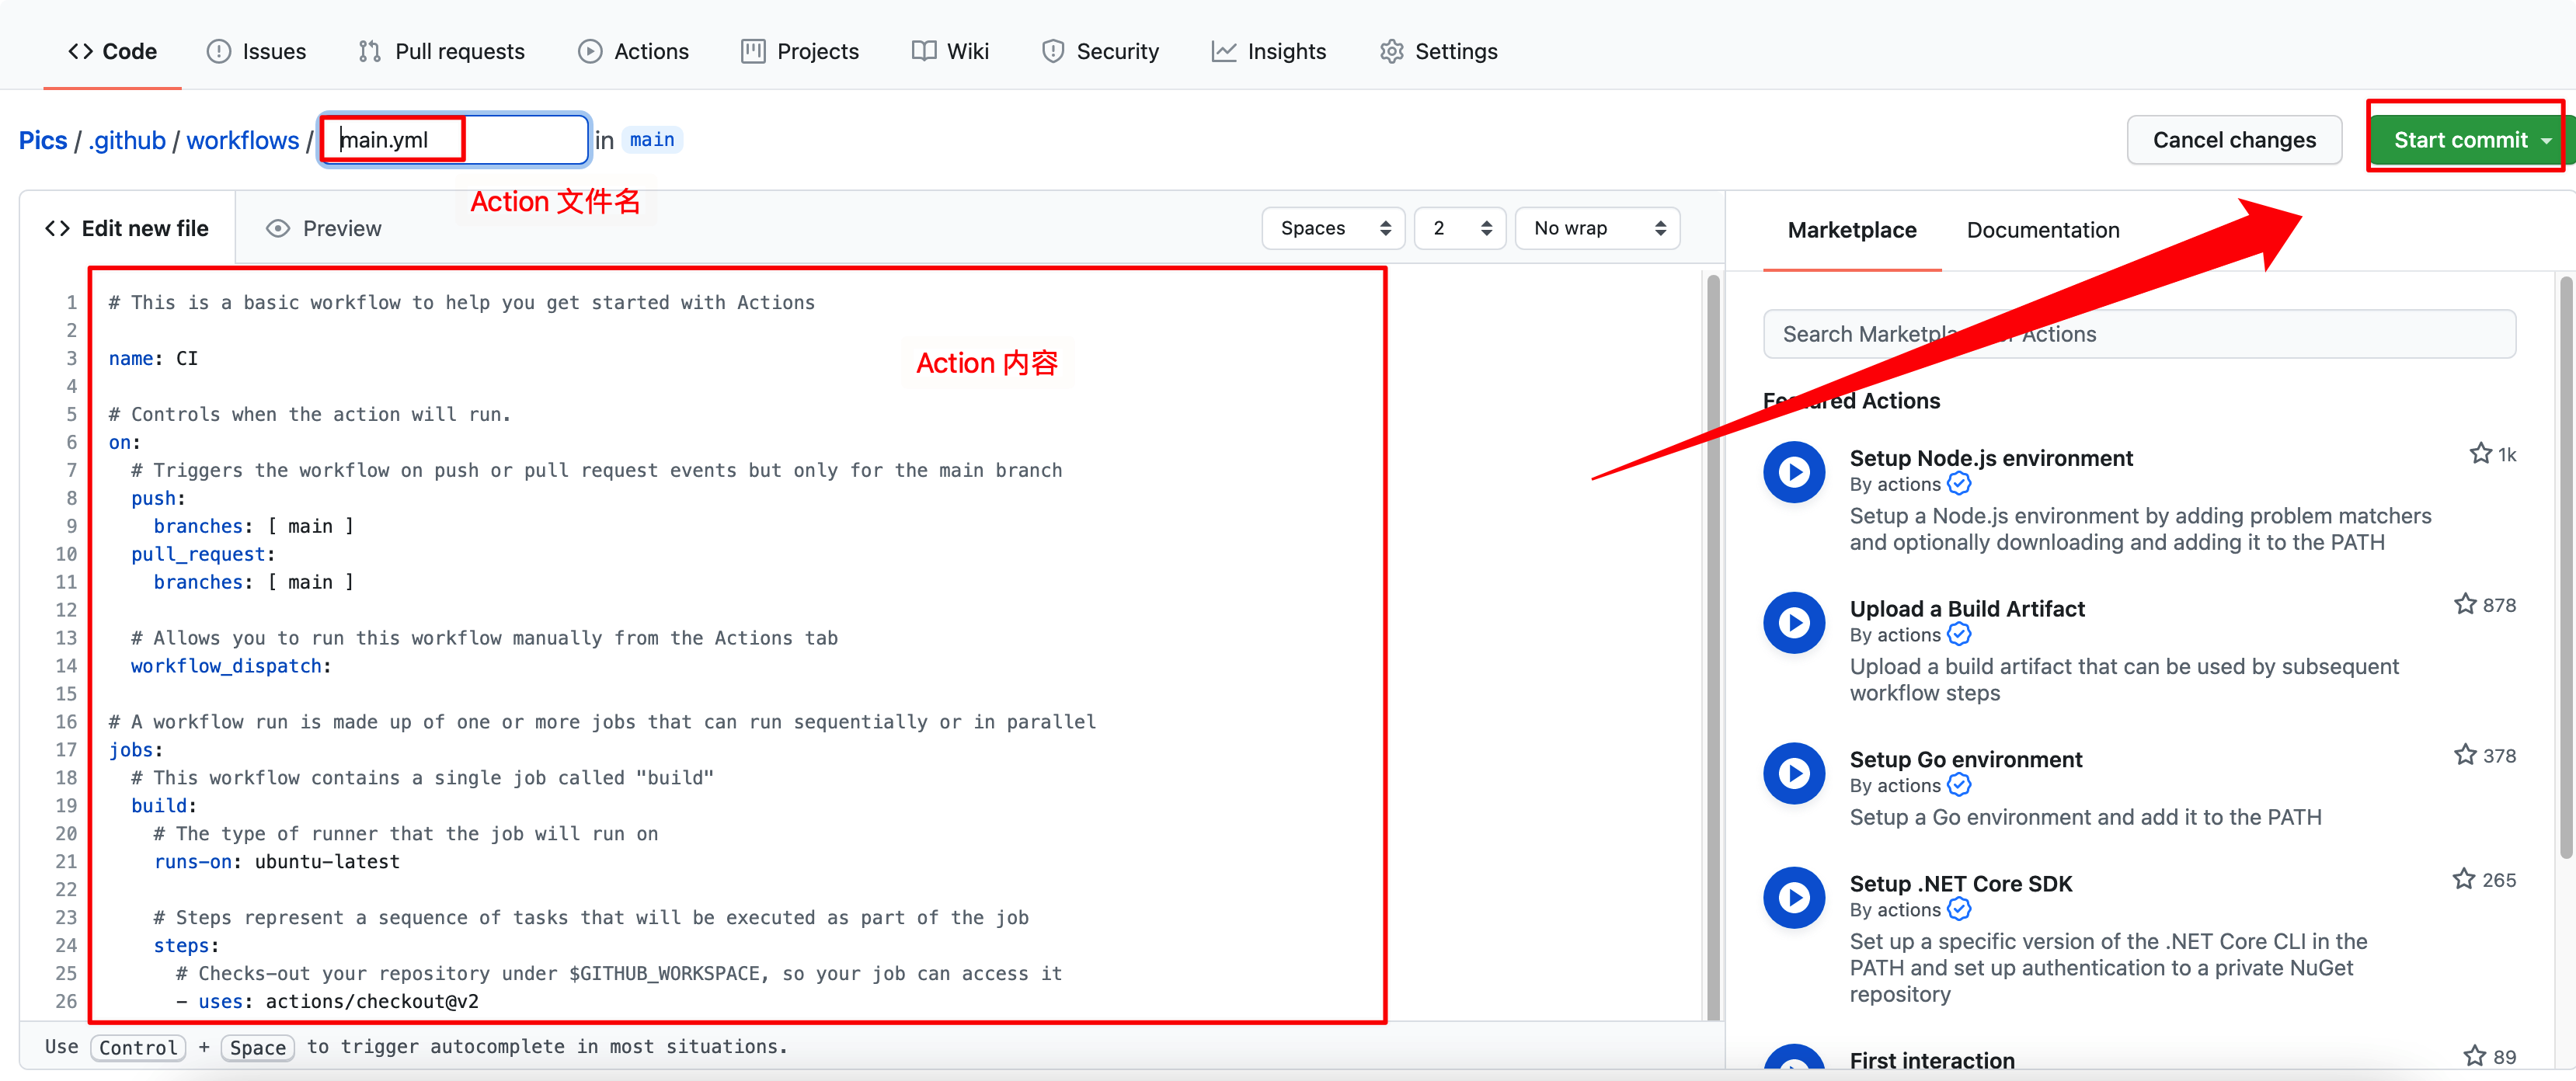 Code Issues Pull requests Actions Projects Wiki Security Insights Settings
Pics / .github / workflows / main.yml in main Cancel changes Start commit
Action 文件名
Edit new file Preview Spaces 2 No wrap
1 # This is a basic workflow to help you get started with Actions
2
3 name: CI
Action 内容
4
5 # Controls when the action will run.
6 on:
7 # Triggers the workflow on push or pull request events but only for the main branch
8 push:
9 branches: [ main ]
10 pull_request:
11 branches: [ main ]
12
13 # Allows you to run this workflow manually from the Actions tab
14 workflow_dispatch:
15
16 # A workflow run is made up of one or more jobs that can run sequentially or in parallel
17 jobs:
18 # This workflow contains a single job called "build"
19 build:
20 # The type of runner that the job will run on
21 runs-on: ubuntu-latest
22
23 # Steps represent a sequence of tasks that will be executed as part of the job
24 steps:
25 # Checks-out your repository under $GITHUB_WORKSPACE, so your job can access it
26 - uses: actions/checkout@v2
Use Control + Space to trigger autocomplete in most situations.
Marketplace Documentation
Search Actions
Actions
Setup Node.js environment 1k
By actions
Setup a Node.js environment by adding problem matchers
and optionally downloading and adding it to the PATH
Upload a Build Artifact 878
By actions
Upload a build artifact that can be used by subsequent
workflow steps
Setup Go environment 378
By actions
Setup a Go environment and add it to the PATH
Setup .NET Core SDK 265
By actions
Set up a specific version of the .NET Core CLI in the
PATH and set up authentication to a private NuGet
repository
First interaction 89